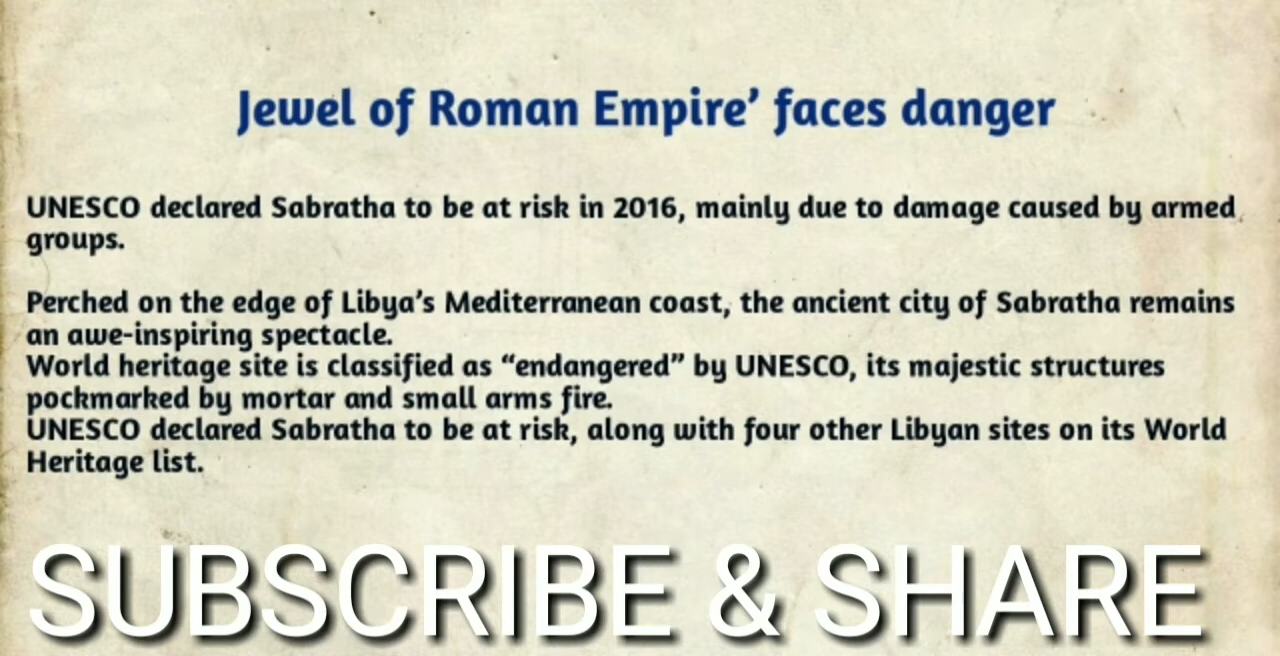 Jewel of Roman Empire’ faces danger
UNESCO declared Sabratha to be at risk in 2016, mainly due to damage caused by armed
groups.
Perched on the edge of Libya’s Mediterranean coast, the ancient city of Sabratha remains
an awe-inspiring spectacle.
World heritage site is classified as “endangered” by UNESCO, its majestic structures
pockmarked by mortar and small arms fire.
UNESCO declared Sabratha to be at risk, along with four other Libyan sites on its World
Heritage list.
SUBSCRIBE & SHARE